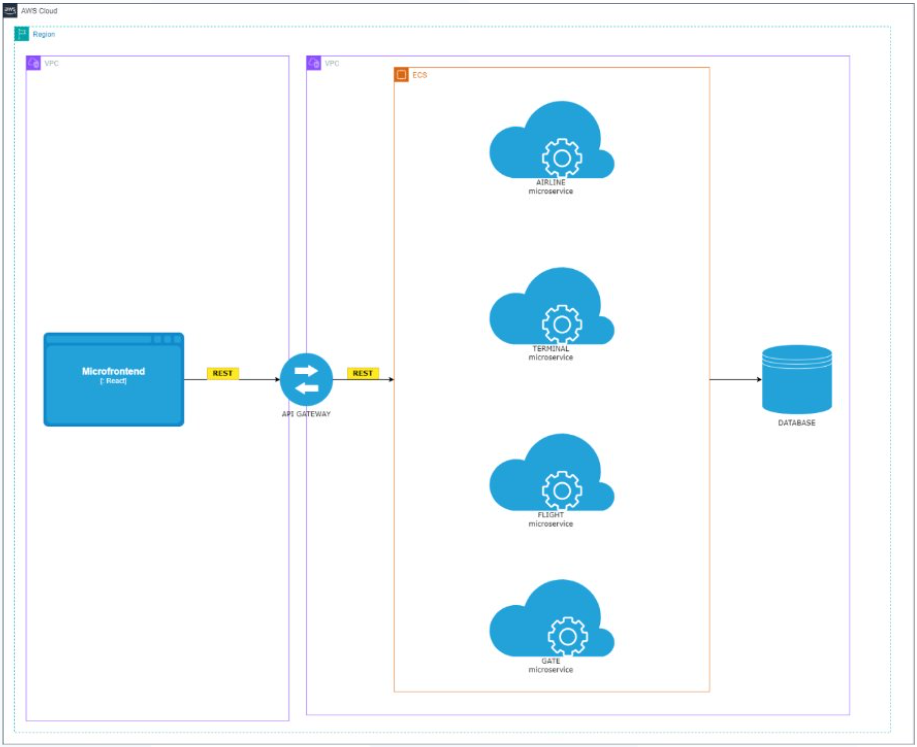 aws
AWS Cloud
Region
VPC
VPC
ECS
AIRLINE
microservice
TERMINAL
microservice
Microfrontend
[: React]
REST
REST
API GATEWAY
DATABASE
FLIGHT
microservice
GATE
microservice